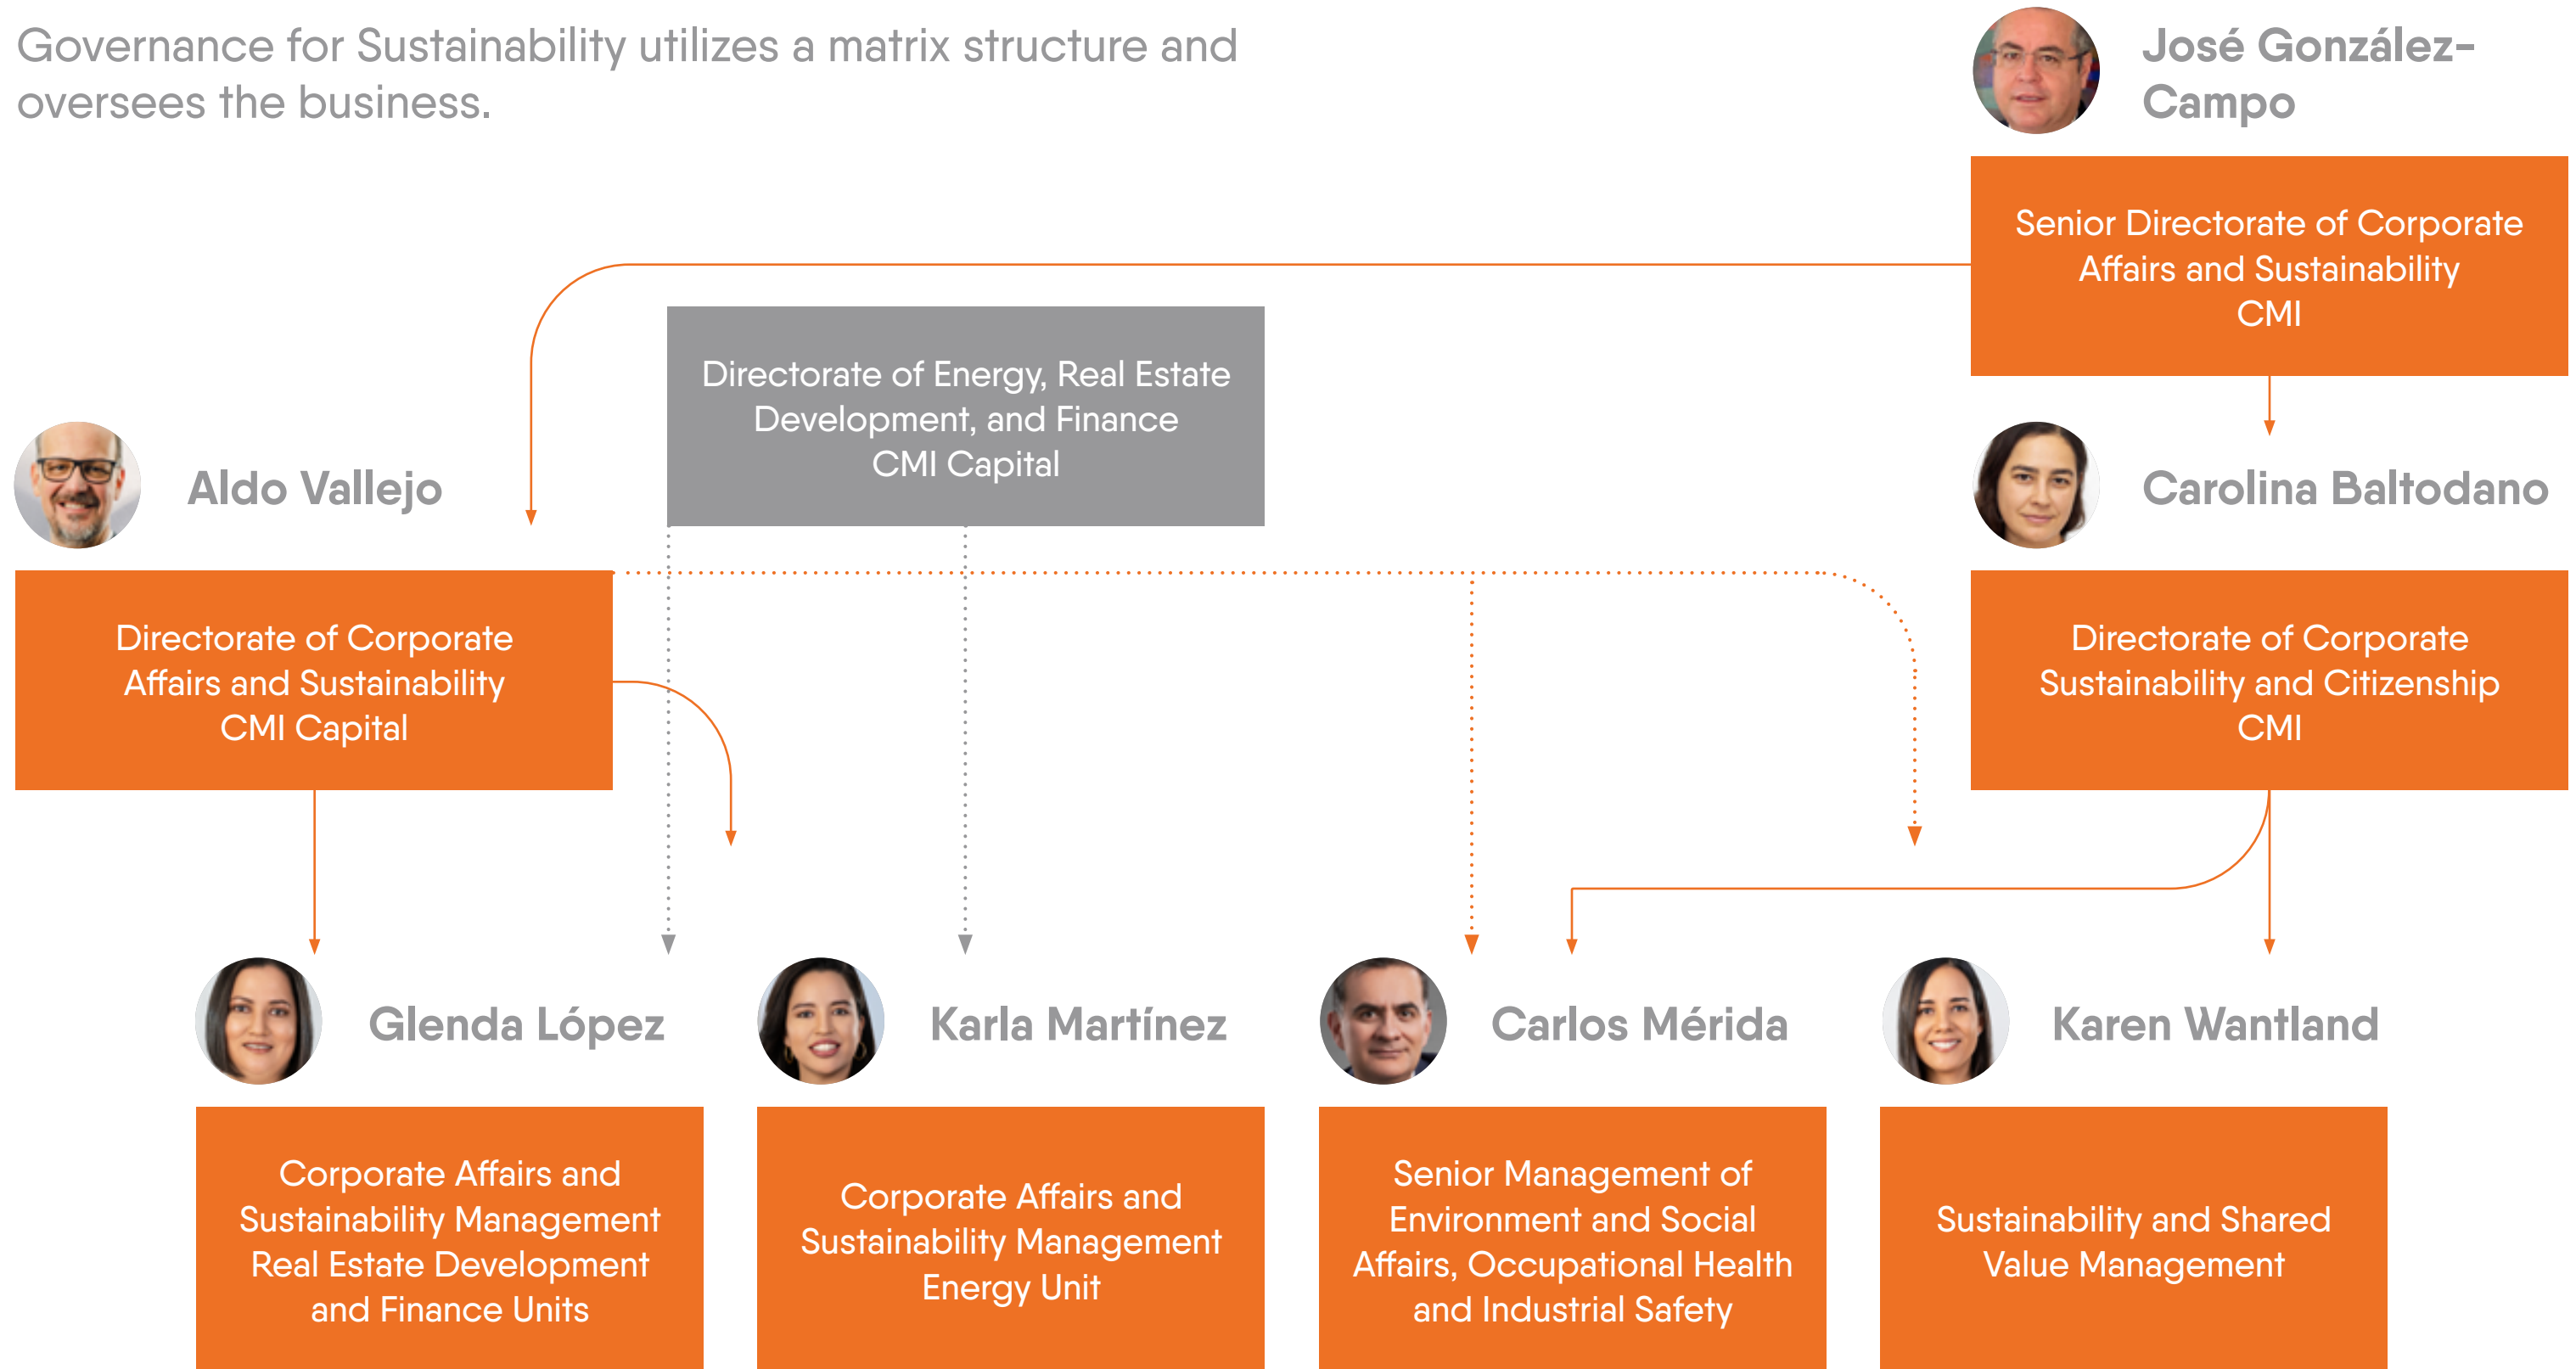 Governance for Sustainability utilizes a matrix structure and
oversees the business.
José González-
Campo
Senior Directorate of Corporate
Affairs and Sustainability
CMI
Directorate of Energy, Real Estate
Development, and Finance
CMI Capital
Aldo Vallejo
Carolina Baltodano
Directorate of Corporate
Affairs and Sustainability
CMI Capital
Directorate of Corporate
Sustainability and Citizenship
CMI
Glenda López
Karla Martínez
Carlos Mérida
Karen Wantland
Corporate Affairs and
Sustainability Management
Real Estate Development
and Finance Units
Corporate Affairs and
Sustainability Management
Energy Unit
Senior Management of
Environment and Social
Affairs, Occupational Health
and Industrial Safety
Sustainability and Shared
Value Management